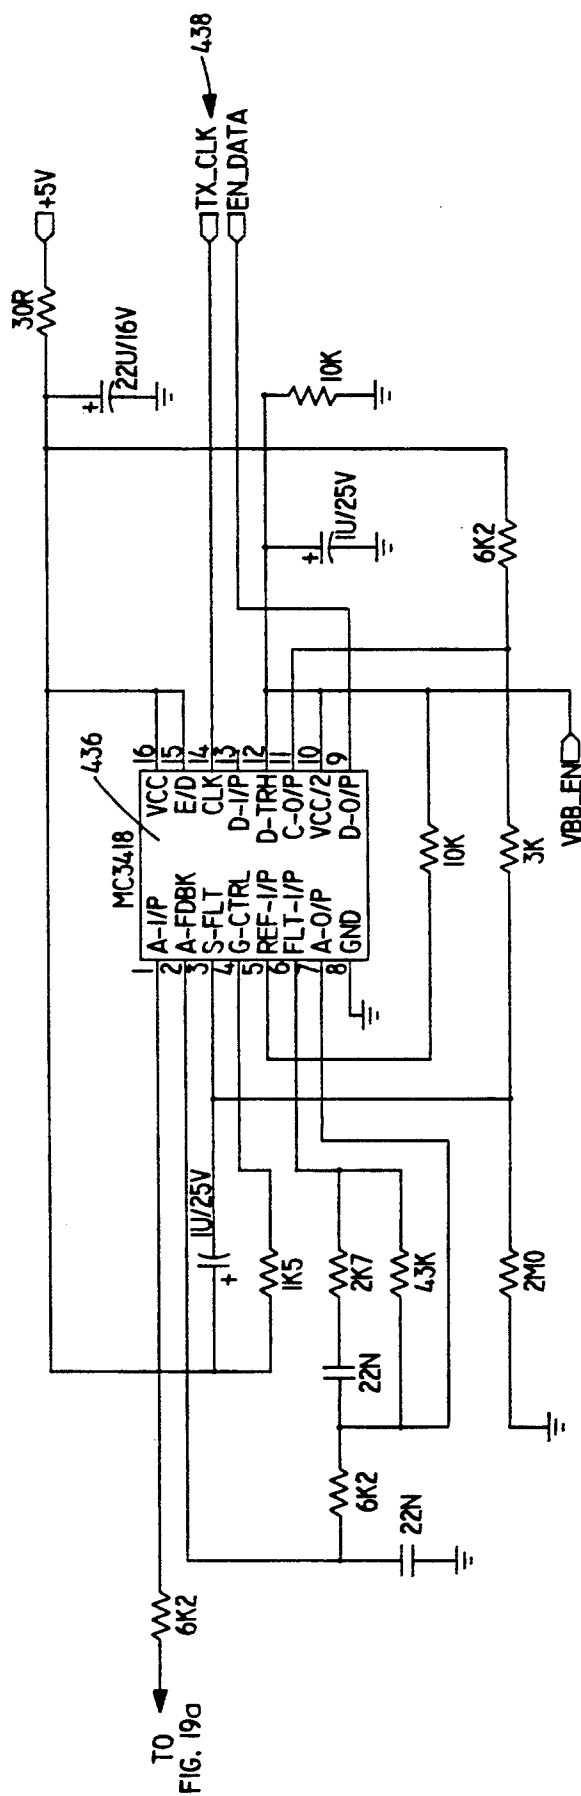 438
TX_CLK
EN_DATA
+5V
30R
22U/16V
+
10K
1U/25V
+
6K2
436
MC3418
16 VCC
15 E/D
14 CLK
13 D-I/P
12 D-TRH
11 C-O/P
10 VCC/2
9 D-O/P
1 A-I/P
2 A-FDBK
3 S-FLT
4 G-CTRL
5 REF-I/P
6 FLT-I/P
7 A-O/P
8 GND
VBB_EN
10K
3K
1U/25V
+
1K5
2K7
43K
22N
2M0
6K2
22N
6K2
TO
FIG. 19a